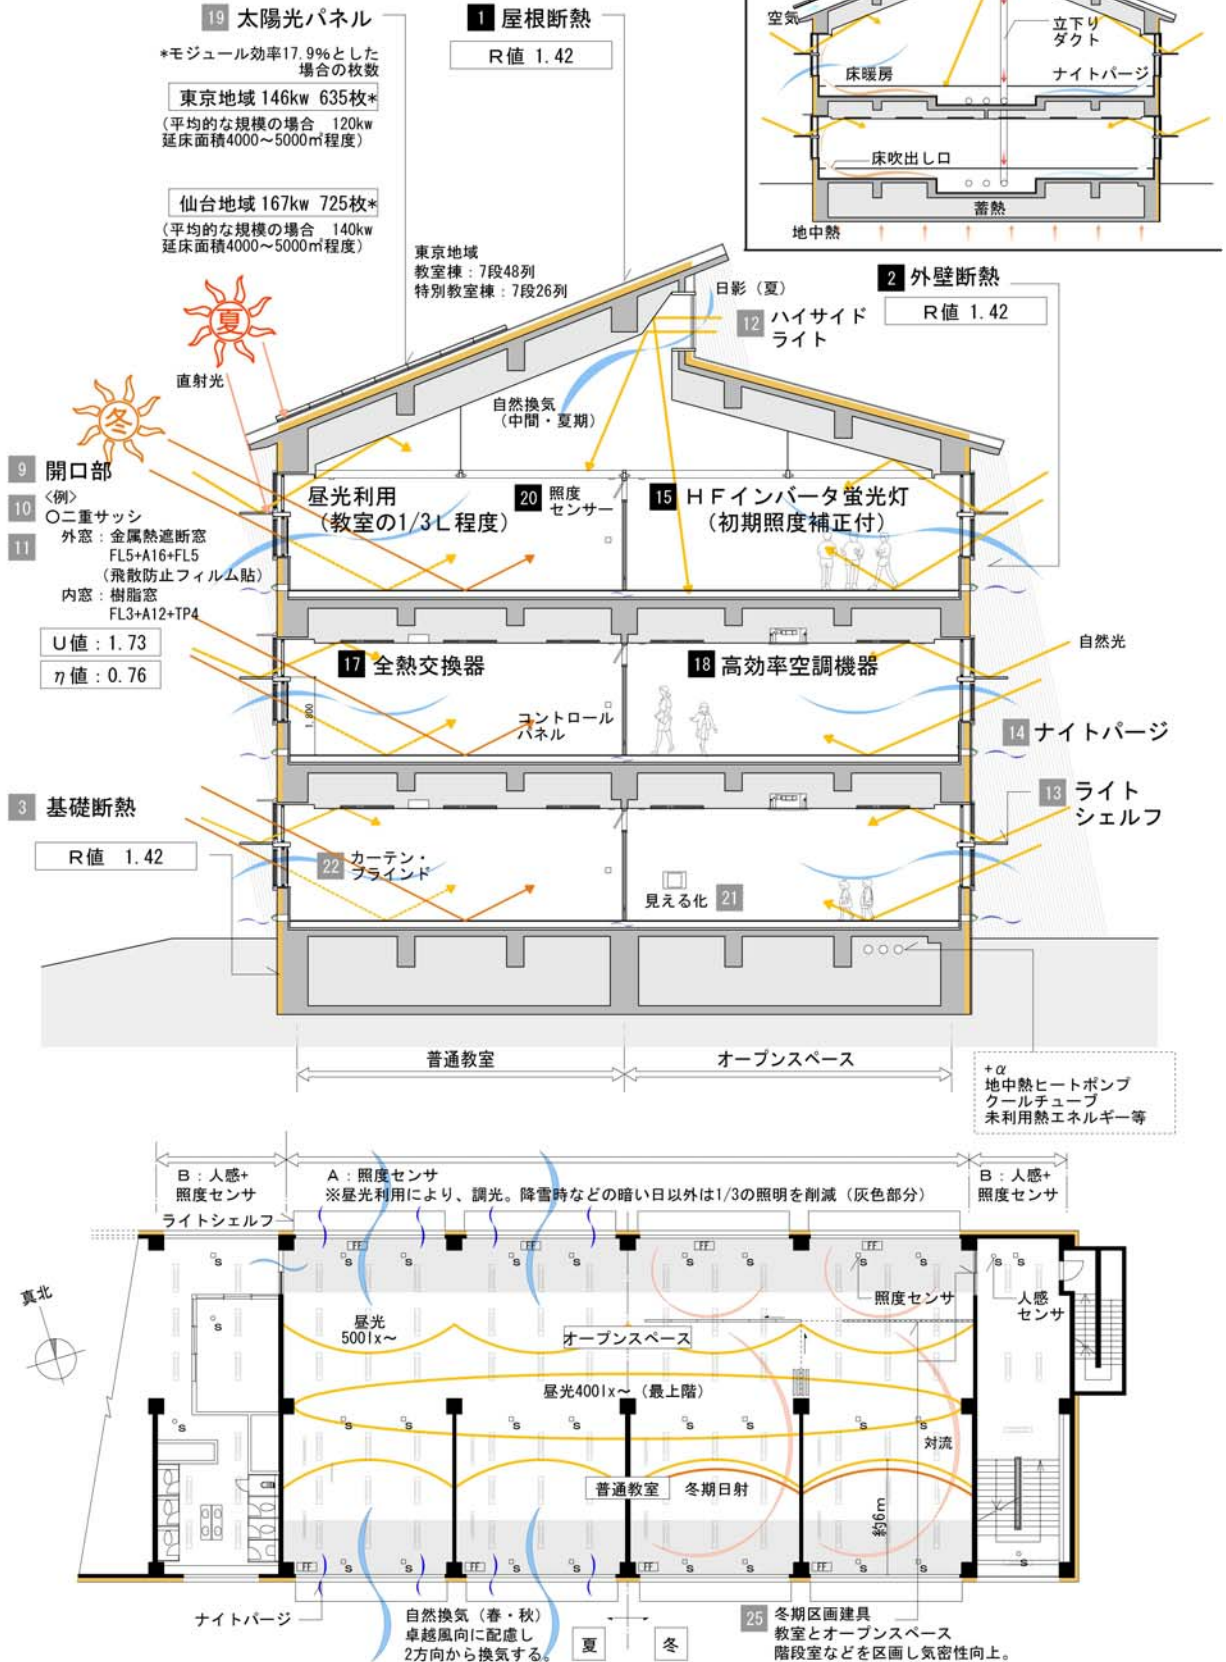 19 太陽光パネル
*モジュール効率17.9%とした
場合の枚数
東京地域 146kw 635枚*
(平均的な規模の場合 120kw
延床面積4000～5000㎡程度)
仙台地域 167kw 725枚*
(平均的な規模の場合 140kw
延床面積4000～5000㎡程度)
1 屋根断熱
R値 1.42
空気
立下り
ダクト
床暖房
ナイトパージ
床吹出し口
蓄熱
地中熱
東京地域
教室棟：7段48列
特別教室棟：7段26列
日影（夏）
2 外壁断熱
R値 1.42
12 ハイサイド
ライト
夏
直射光
冬
自然換気
（中間・夏期）
9 開口部
10
11
<例>
○二重サッシ
外窓：金属熱遮断窓
FL5+A16+FL5
（飛散防止フィルム貼）
内窓：樹脂窓
FL3+A12+TP4
U値：1.73
η値：0.76
昼光利用
（教室の1/3L程度）
20 照度
センサー
15 HFインバータ蛍光灯
（初期照度補正付）
自然光
17 全熱交換器
18 高効率空調機器
コントロール
パネル
1,800
14 ナイトパージ
3 基礎断熱
R値 1.42
13 ライト
シェルフ
22 カーテン・
ブラインド
見える化 21
普通教室
オープンスペース
+α
地中熱ヒートポンプ
クールチューブ
未利用熱エネルギー等
B：人感+
照度センサ
A：照度センサ
※昼光利用により、調光。降雪時などの暗い日以外は1/3の照明を削減（灰色部分）
B：人感+
照度センサ
ライトシェルフ
FF
FF
FF
FF
S
S
S
S
S
S
S
S
S
S
S
S
真北
照度センサ
人感
センサ
昼光
500lx～
オープンスペース
昼光400lx～（最上階）
S
S
S
S
S
S
S
S
S
S
対流
普通教室
冬期日射
約6m
FF
FF
FF
FF
S
S
S
S
S
S
S
S
S
ナイトパージ
自然換気（春・秋）
卓越風向に配慮し
2方向から換気する。
夏
冬
25 冬期区画建具
教室とオープンスペース
階段室などを区画し気密性向上。